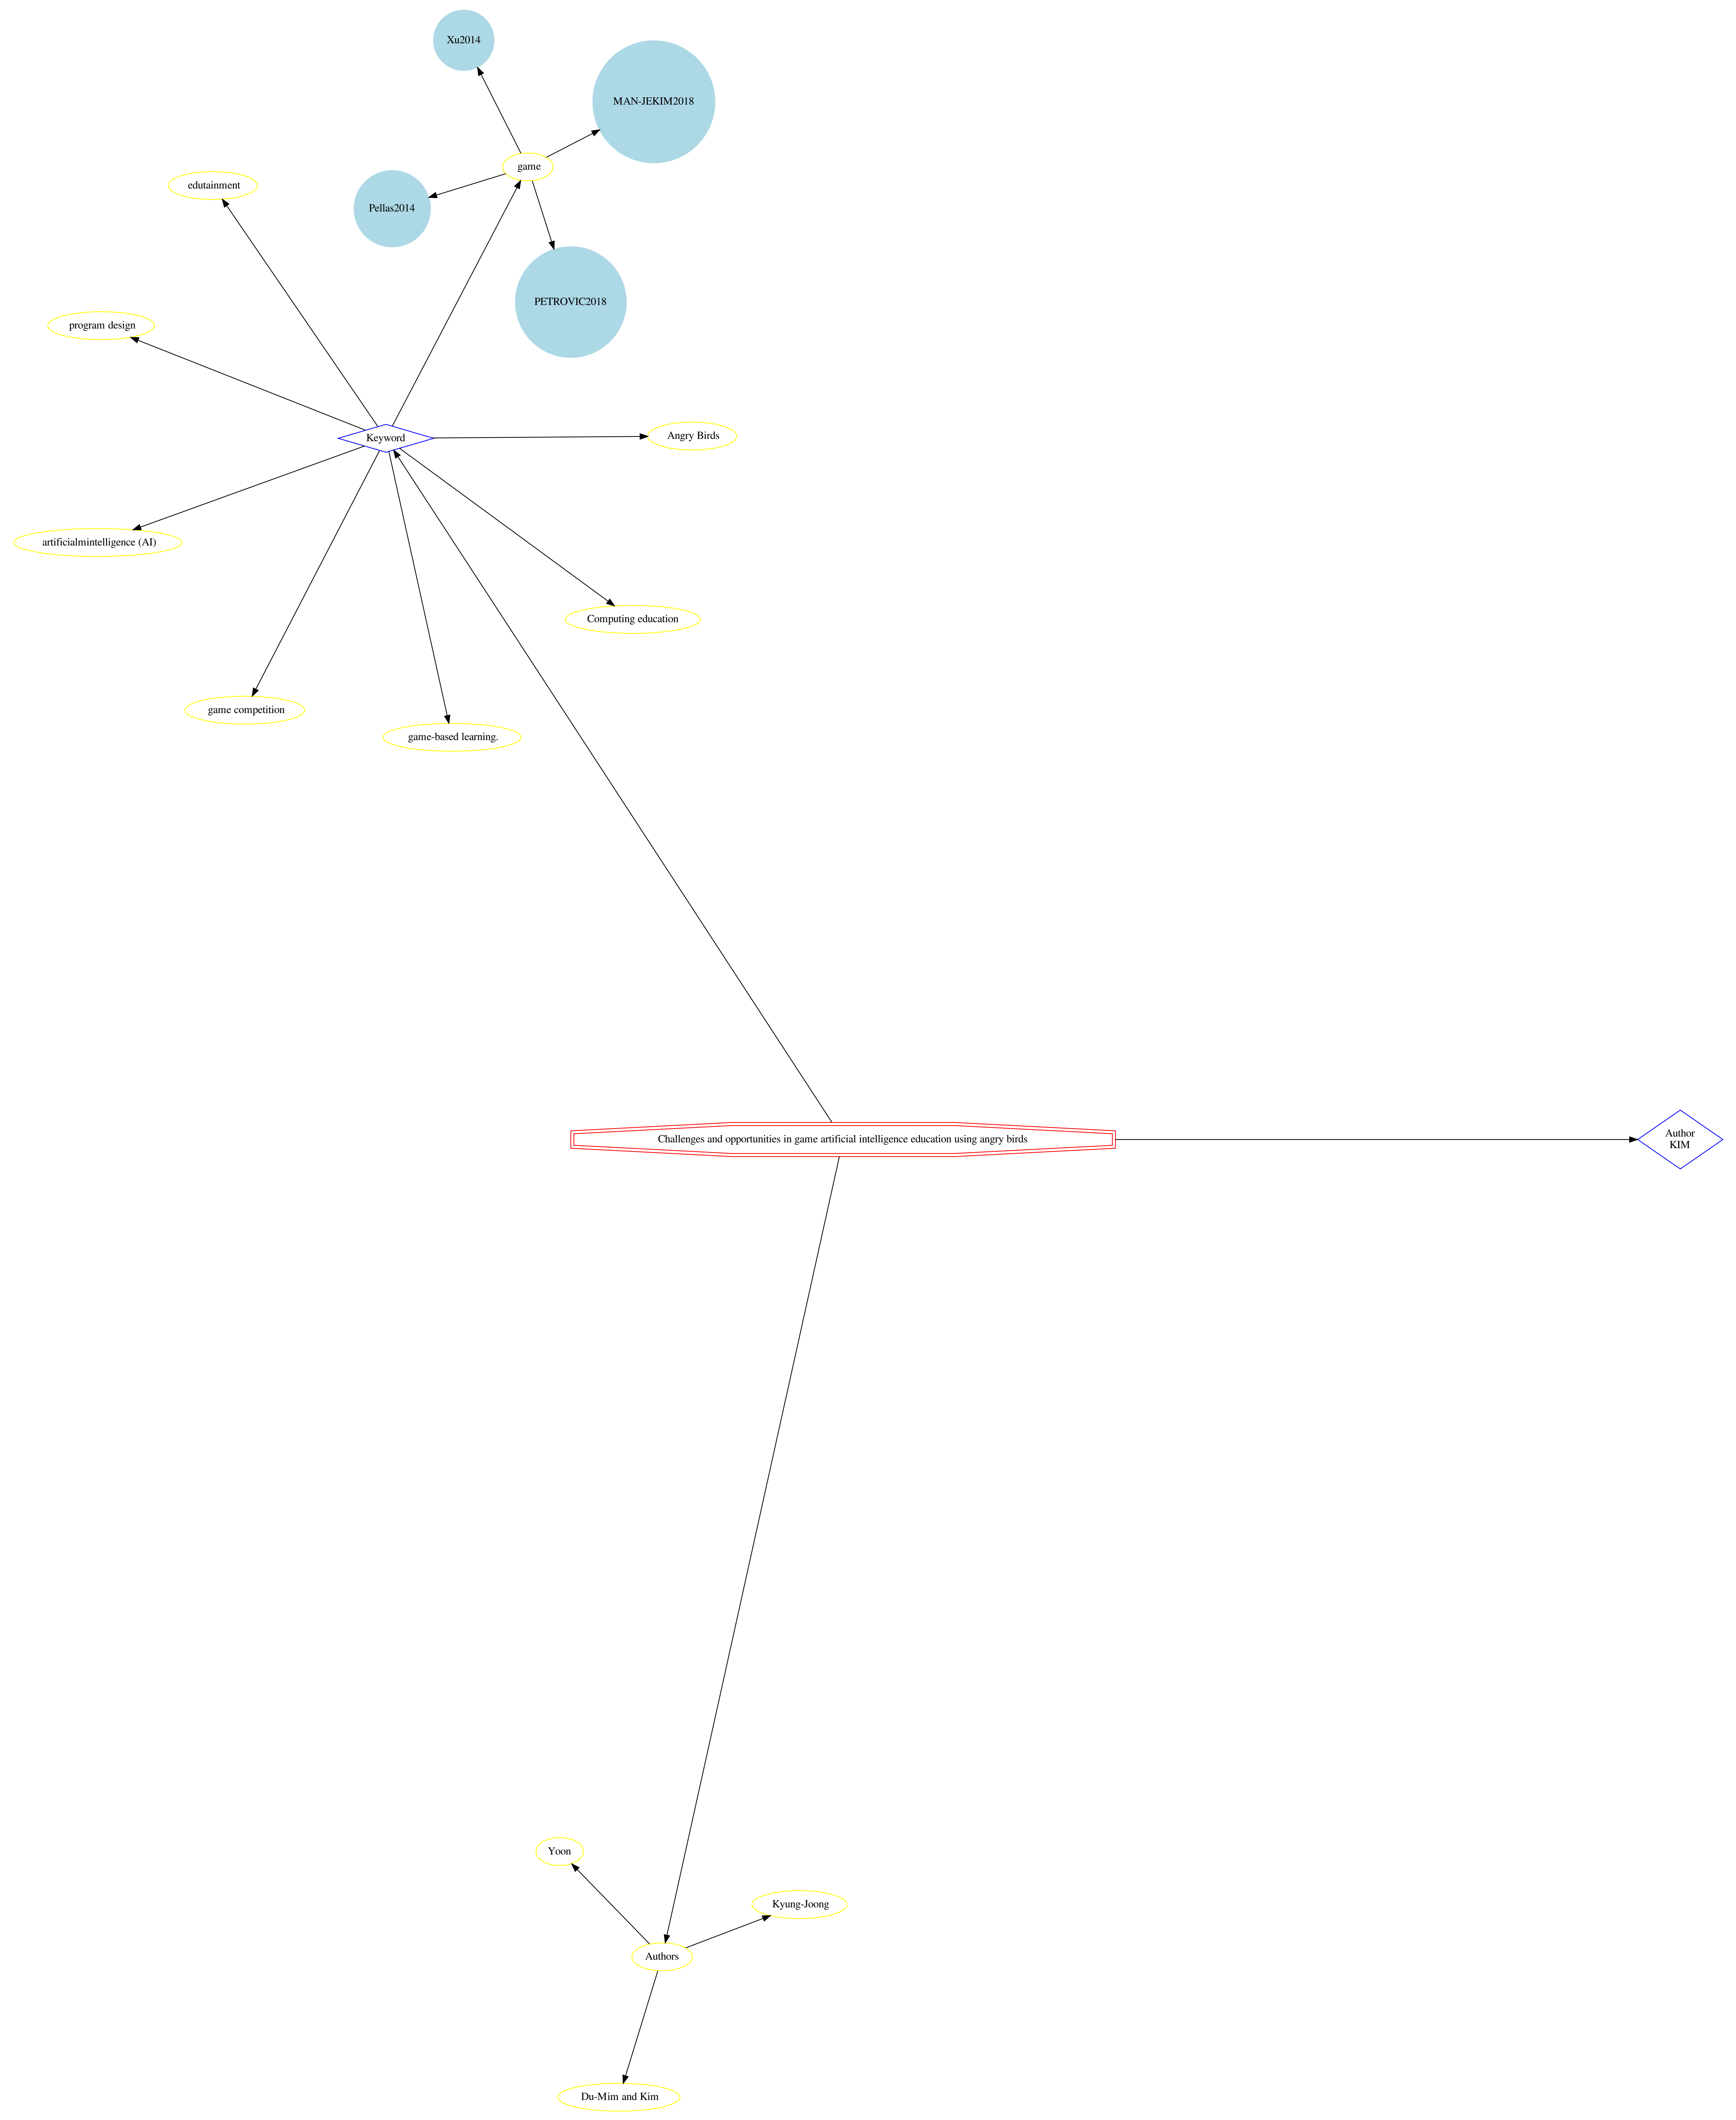 Xu2014
MAN-JEKIM2018
game
edutainment
Pellas2014
PETROVIC2018
program design
Angry Birds
Keyword
artificialmintelligence (AI)
Computing education
game competition
game-based learning.
Challenges and opportunities in game artificial intelligence education using angry birds
Author
KIM
Yoon
Kyung-Joong
Authors
Du-Mim and Kim